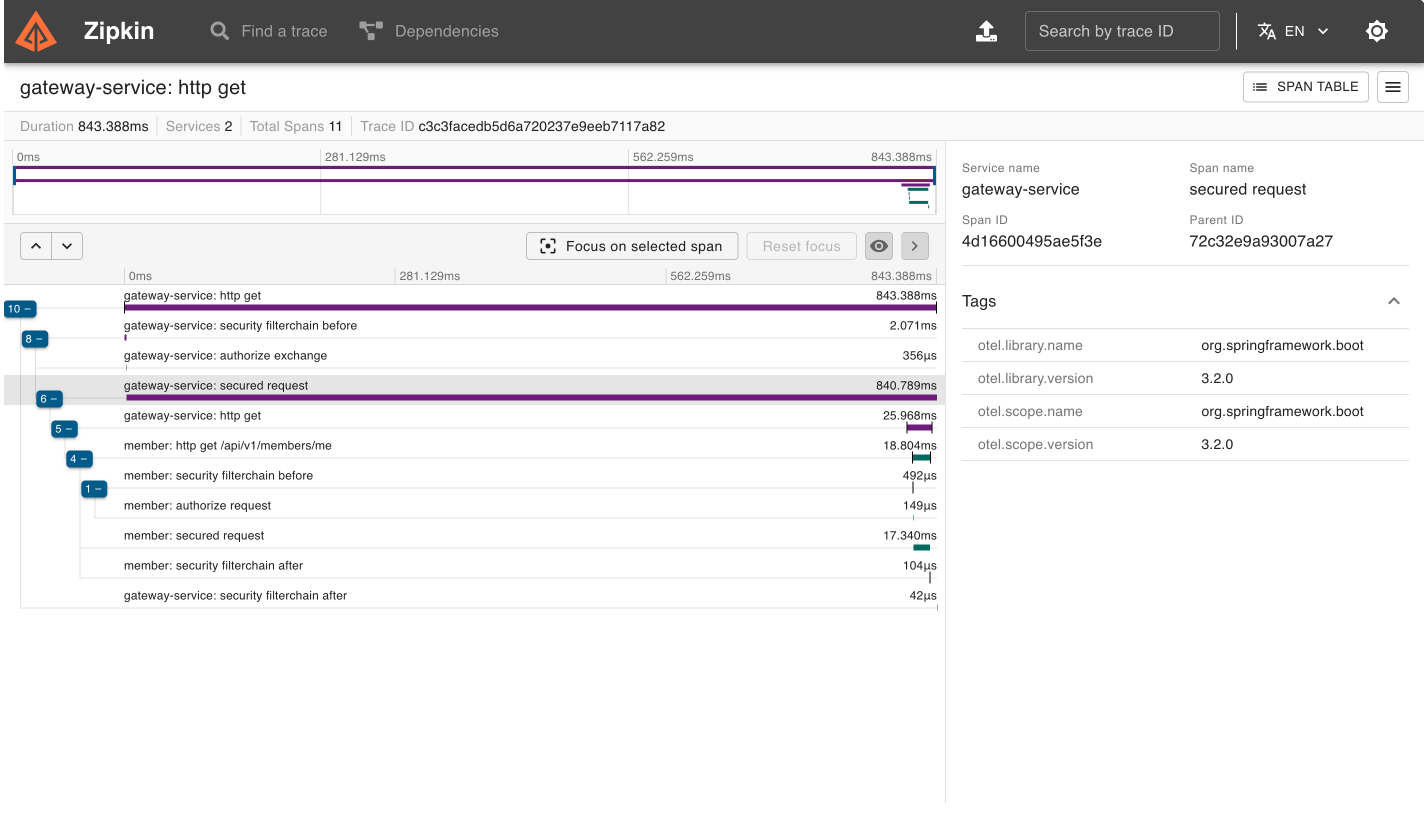 Zipkin
Find a trace
Dependencies
Search by trace ID
EN
gateway-service: http get
SPAN TABLE
Duration 843.388ms Services 2 Total Spans 11 Trace ID c3c3facedb5d6a720237e9eeb7117a82
0ms 281.129ms 562.259ms 843.388ms
Focus on selected span
Reset focus
0ms 281.129ms 562.259ms 843.388ms
gateway-service: http get 843.388ms
10 −
gateway-service: security filterchain before 2.071ms
8 −
gateway-service: authorize exchange 356µs
gateway-service: secured request 840.789ms
6 −
gateway-service: http get 25.968ms
5 −
member: http get /api/v1/members/me 18.804ms
4 −
member: security filterchain before 492µs
1 −
member: authorize request 149µs
member: secured request 17.340ms
member: security filterchain after 104µs
gateway-service: security filterchain after 42µs
Service name Span name
gateway-service secured request
Span ID Parent ID
4d16600495ae5f3e 72c32e9a93007a27
Tags
otel.library.name org.springframework.boot
otel.library.version 3.2.0
otel.scope.name org.springframework.boot
otel.scope.version 3.2.0